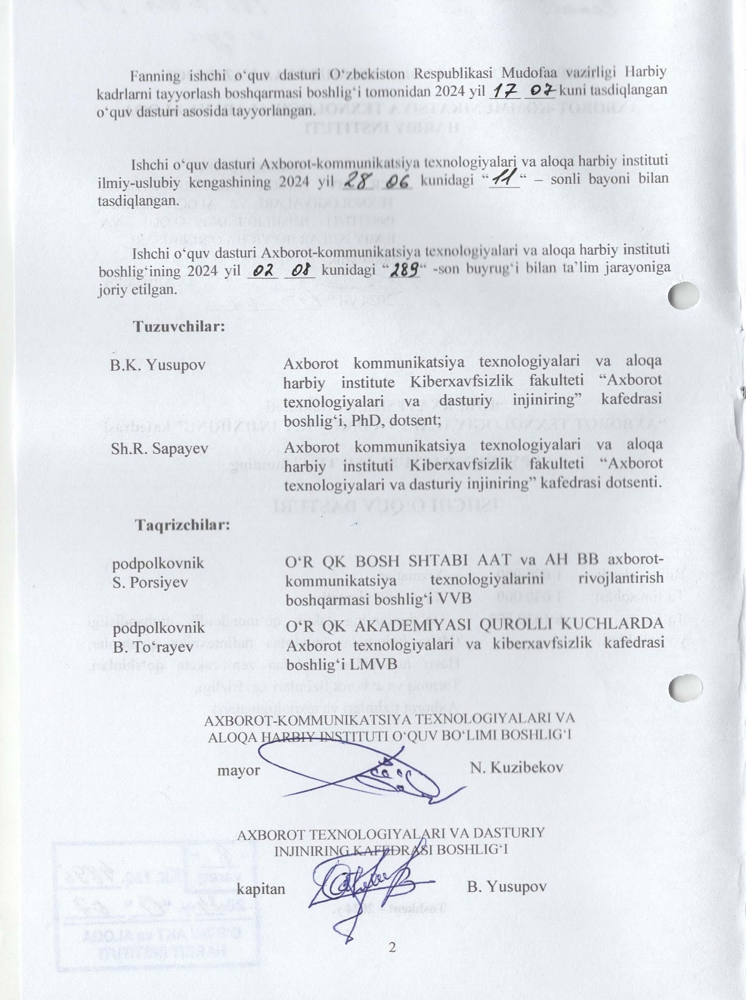 Fanning ishchi o‘quv dasturi O‘zbekiston Respublikasi Mudofaa vazirligi Harbiy
kadrlarni tayyorlash boshqarmasi boshlig‘i tomonidan 2024 yil 17 07 kuni tasdiqlangan
o‘quv dasturi asosida tayyorlangan.
Ishchi o‘quv dasturi Axborot-kommunikatsiya texnologiyalari va aloqa harbiy instituti
ilmiy-uslubiy kengashining 2024 yil 28 06 kunidagi “11“ – sonli bayoni bilan
tasdiqlangan.
Ishchi o‘quv dasturi Axborot-kommunikatsiya texnologiyalari va aloqa harbiy instituti
boshlig‘ining 2024 yil 02 08 kunidagi “289“ -son buyrug‘i bilan ta’lim jarayoniga
joriy etilgan.
Tuzuvchilar:
B.K. Yusupov
Axborot kommunikatsiya texnologiyalari va aloqa
harbiy institute Kiberxavfsizlik fakulteti “Axborot
texnologiyalari va dasturiy injiniring” kafedrasi
boshlig‘i, PhD, dotsent;
Sh.R. Sapayev
Axborot kommunikatsiya texnologiyalari va aloqa
harbiy instituti Kiberxavfsizlik fakulteti “Axborot
texnologiyalari va dasturiy injiniring” kafedrasi dotsenti.
Taqrizchilar:
podpolkovnik
S. Porsiyev
O‘R QK BOSH SHTABI AAT va AH BB axborot-
kommunikatsiya texnologiyalarini rivojlantirish
boshqarmasi boshlig‘i VVB
podpolkovnik
B. To‘rayev
O‘R QK AKADEMIYASI QUROLLI KUCHLARDA
Axborot texnologiyalari va kiberxavfsizlik kafedrasi
boshlig‘i LMVB
AXBOROT-KOMMUNIKATSIYA TEXNOLOGIYALARI VA
ALOQA HARBIY INSTITUTI O‘QUV BO‘LIMI BOSHLIG‘I
mayor N. Kuzibekov
AXBOROT TEXNOLOGIYALARI VA DASTURIY
INJINIRING KAFEDRASI BOSHLIG‘I
kapitan B. Yusupov
2